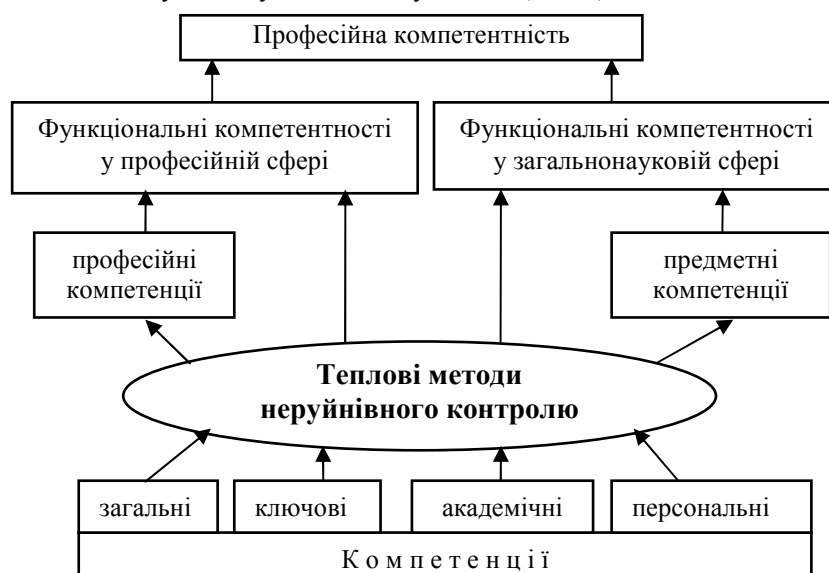 Професійна компетентність
Функціональні компетентності
у професійній сфері
Функціональні компетентності
у загальнонауковій сфері
професійні
компетенції
предметні
компетенції
Теплові методи
неруйнівного контролю
загальні
ключові
академічні
персональні
К о м п е т е н ц і ї